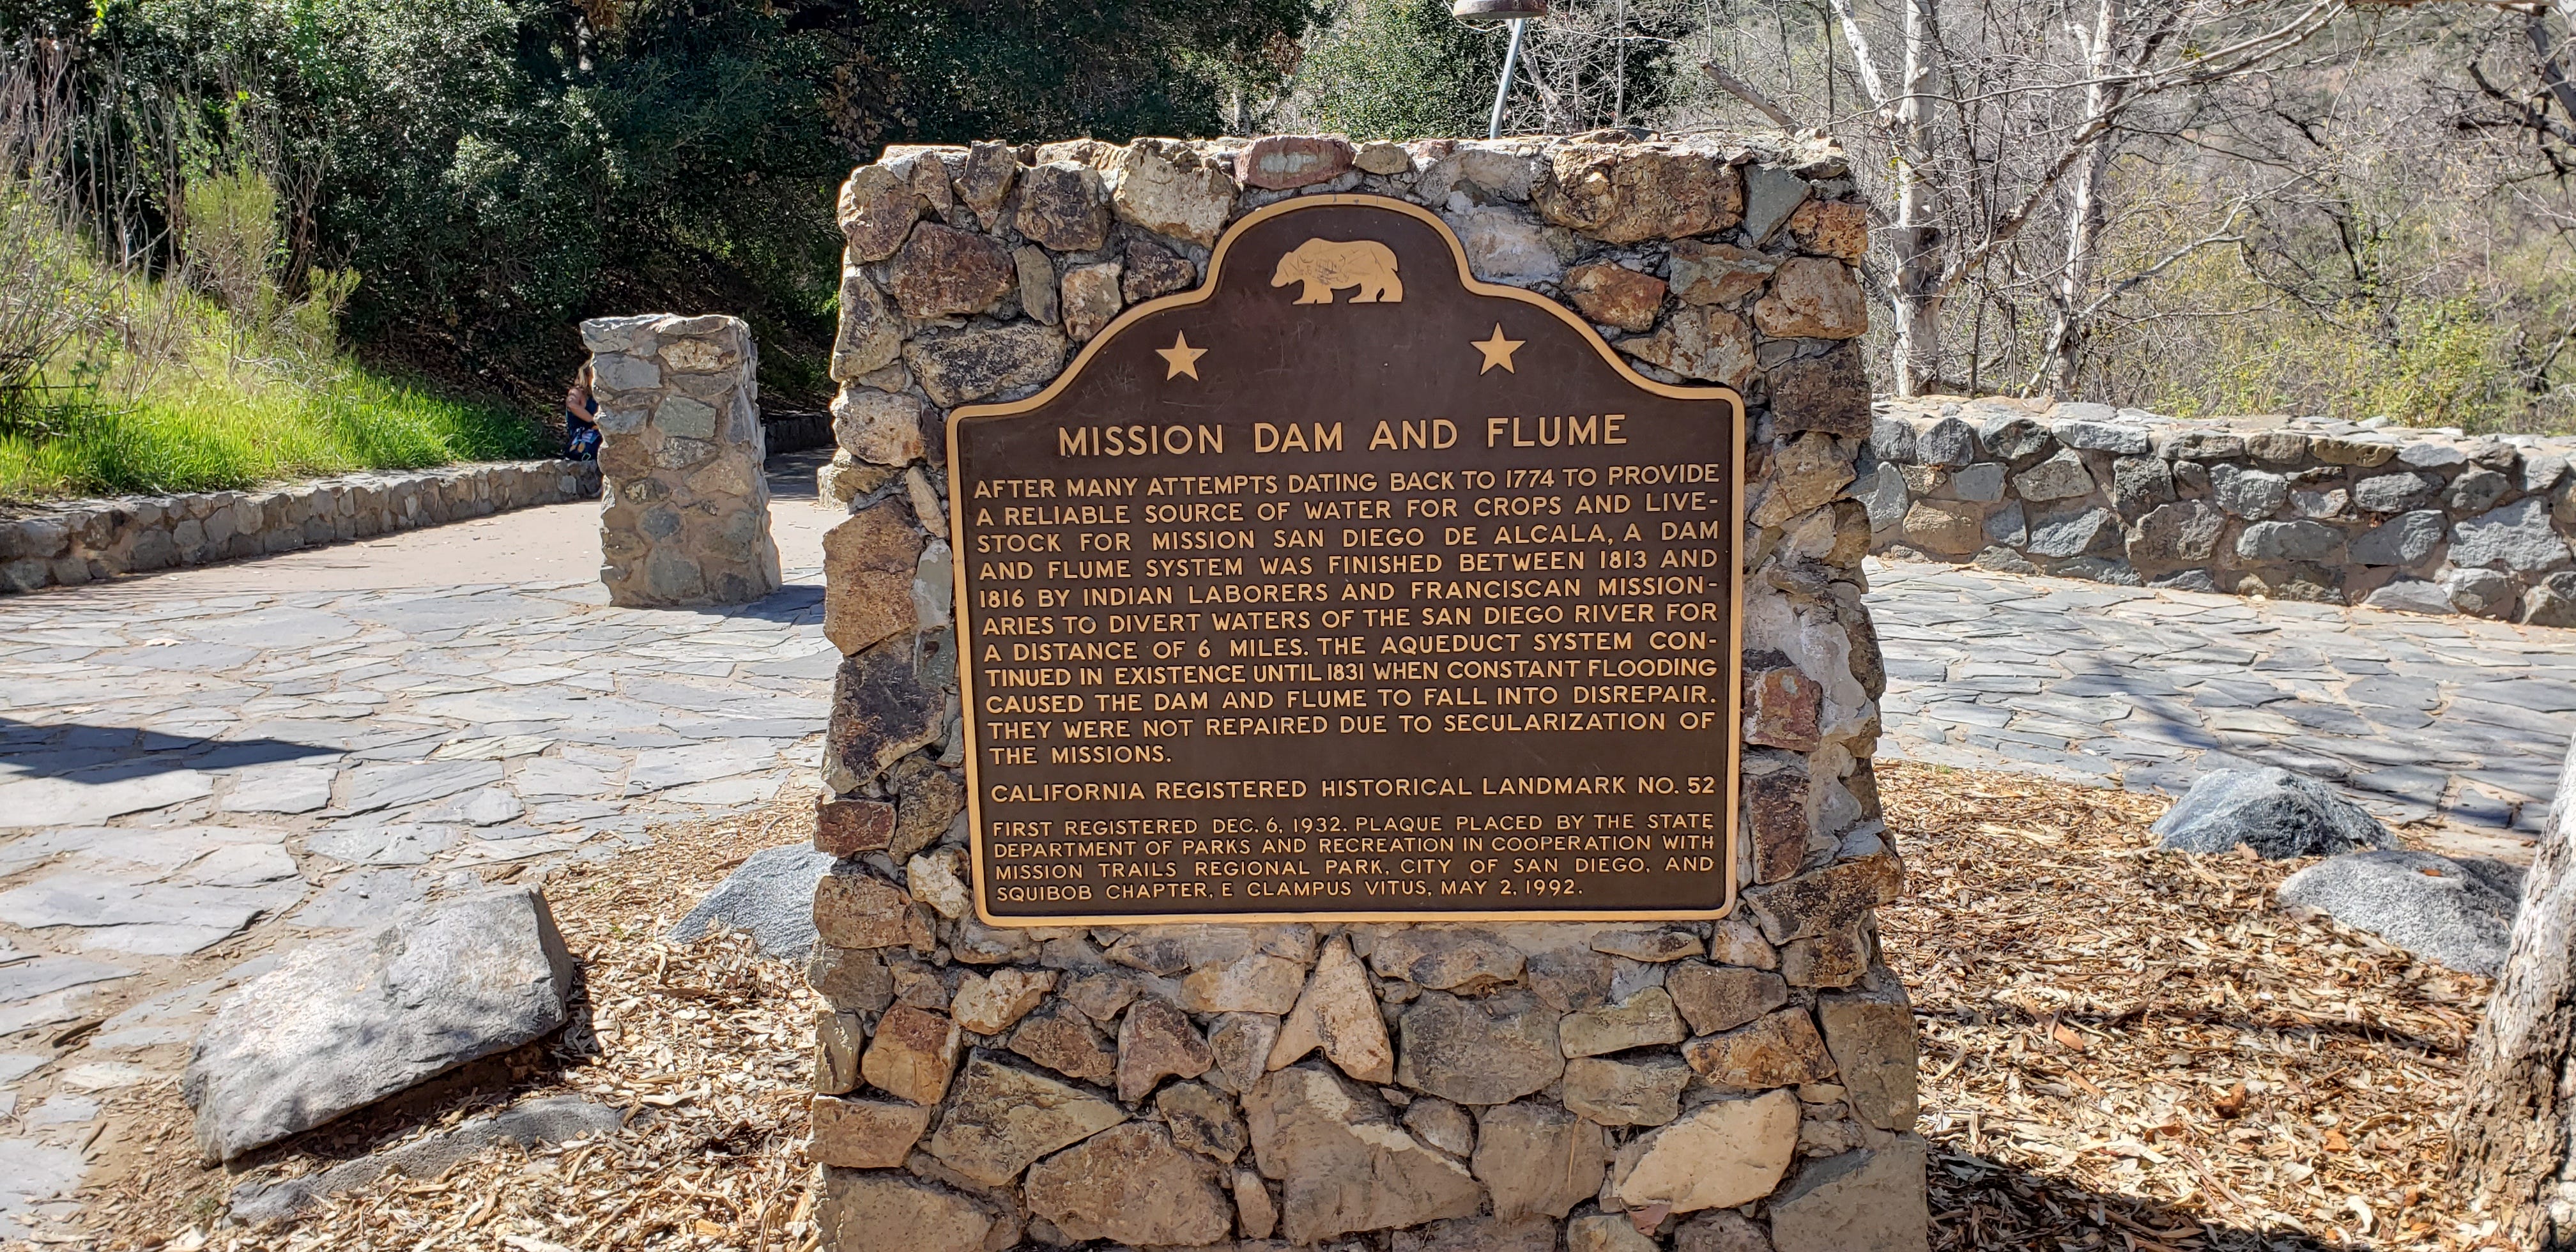 MISSION DAM AND FLUME
AFTER MANY ATTEMPTS DATING BACK TO 1774 TO PROVIDE
A RELIABLE SOURCE OF WATER FOR CROPS AND LIVE-
STOCK FOR MISSION SAN DIEGO DE ALCALA, A DAM
AND FLUME SYSTEM WAS FINISHED BETWEEN 1813 AND
1816 BY INDIAN LABORERS AND FRANCISCAN MISSION-
ARIES TO DIVERT WATERS OF THE SAN DIEGO RIVER FOR
A DISTANCE OF 6 MILES. THE AQUEDUCT SYSTEM CON-
TINUED IN EXISTENCE UNTIL 1831 WHEN CONSTANT FLOODING
CAUSED THE DAM AND FLUME TO FALL INTO DISREPAIR.
THEY WERE NOT REPAIRED DUE TO SECULARIZATION OF
THE MISSIONS.
CALIFORNIA REGISTERED HISTORICAL LANDMARK NO. 52
FIRST REGISTERED DEC. 6, 1932. PLAQUE PLACED BY THE STATE
DEPARTMENT OF PARKS AND RECREATION IN COOPERATION WITH
MISSION TRAILS REGIONAL PARK, CITY OF SAN DIEGO, AND
SQUIBOB CHAPTER, E CLAMPUS VITUS, MAY 2, 1992.